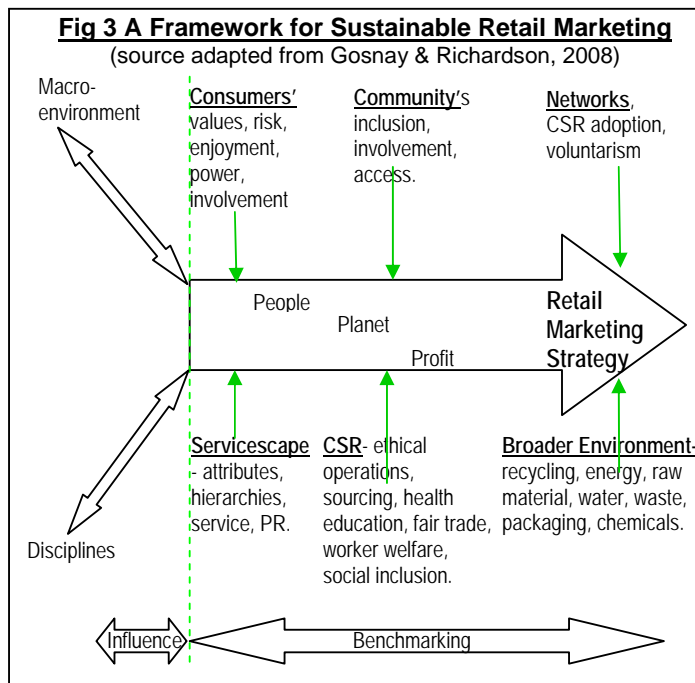 Fig 3 A Framework for Sustainable Retail Marketing
(source adapted from Gosnay & Richardson, 2008)
Macro-
environment
Consumers'
values, risk,
enjoyment,
power,
involvement
Community's
inclusion,
involvement,
access.
Networks,
CSR adoption,
voluntarism
People
Planet
Profit
Retail
Marketing
Strategy
Servicescape
- attributes,
hierarchies,
service, PR.
CSR- ethical
operations,
sourcing, health
education, fair trade,
worker welfare,
social inclusion.
Broader Environment-
recycling, energy, raw
material, water, waste,
packaging, chemicals.
Disciplines
Influence
Benchmarking